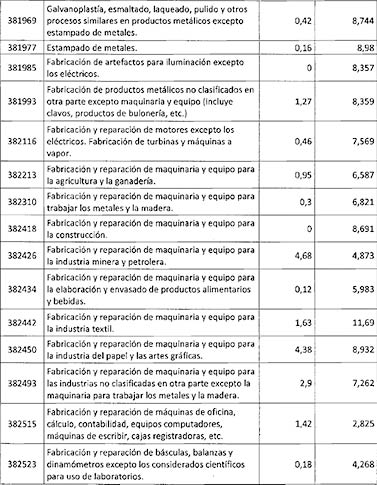 381969 Galvanoplastía, esmaltado, laqueado, pulido y otros
procesos similares en productos metálicos excepto
estampado de metales. 0,42 8,744
381977 Estampado de metales. 0,16 8,98
381985 Fabricación de artefactos para iluminación excepto
los eléctricos. 0 8,357
381993 Fabricación de productos metálicos no clasificados en
otra parte excepto maquinaria y equipo (incluye
clavos, productos de bulonería, etc.) 1,27 8,359
382116 Fabricación y reparación de motores excepto los
eléctricos. Fabricación de turbinas y máquinas a
vapor. 0,46 7,569
382213 Fabricación y reparación de maquinaria y equipo para
la agricultura y la ganadería. 0,95 6,587
382310 Fabricación y reparación de maquinaria y equipo para
trabajar los metales y la madera. 0,3 6,821
382418 Fabricación y reparación de maquinaria y equipo para
la construcción. 0 8,691
382426 Fabricación y reparación de maquinaria y equipo para
la industria minera y petrolera. 4,68 4,873
382434 Fabricación y reparación de maquinaria y equipo para
la elaboración y envasado de productos alimentarios
y bebidas. 0,12 5,983
382442 Fabricación y reparación de maquinaria y equipo para
la industria textil. 1,63 11,69
382450 Fabricación y reparación de maquinaria y equipo para
la industria del papel y las artes gráficas. 4,38 8,932
382493 Fabricación y reparación de maquinaria y equipo para
las industrias no clasificadas en otra parte excepto la
maquinaria para trabajar los metales y la madera. 2,9 7,262
382515 Fabricación y reparación de máquinas de oficina,
cálculo, contabilidad, equipos computadores,
máquinas de escribir, cajas registradoras, etc. 1,42 2,825
382523 Fabricación y reparación de básculas, balanzas y
dinamómetros excepto los considerados científicos
para uso de laboratorios. 0,18 4,268